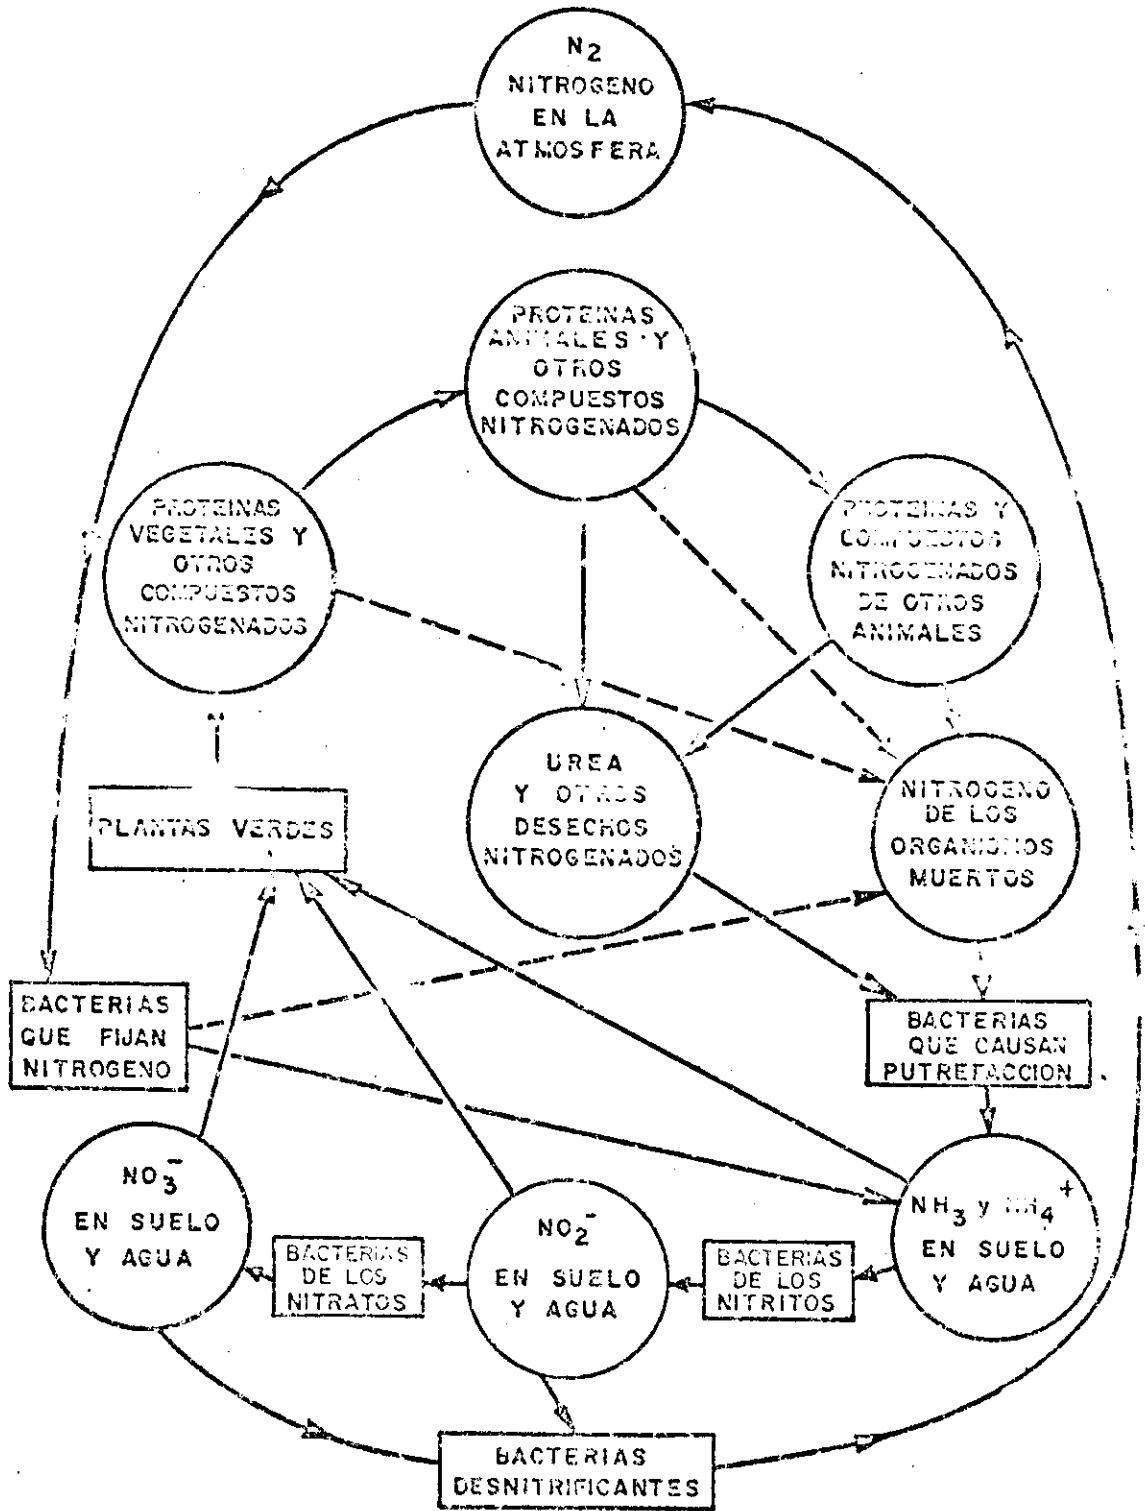 N2
NITROGENO
EN LA
ATMOSFERA
PROTEINAS
ANIMALES Y
OTROS
COMPUESTOS
NITROGENADOS
PROTEINAS
VEGETALES Y
OTROS
COMPUESTOS
NITROGENADOS
PROTEINAS Y
COMPUESTOS
NITROGENADOS
DE OTROS
ANIMALES
UREA
Y OTROS
DESECHOS
NITROGENADOS
NITROGENO
DE LOS
ORGANISMOS
MUERTOS
PLANTAS VERDES
BACTERIAS
QUE FIJAN
NITROGENO
BACTERIAS
QUE CAUSAN
PUTREFACCION
NO3-
EN SUELO
Y AGUA
BACTERIAS
DE LOS
NITRATOS
NO2-
EN SUELO
Y AGUA
BACTERIAS
DE LOS
NITRITOS
NH3 y NH4+
EN SUELO
Y AGUA
BACTERIAS
DESNITRIFICANTES